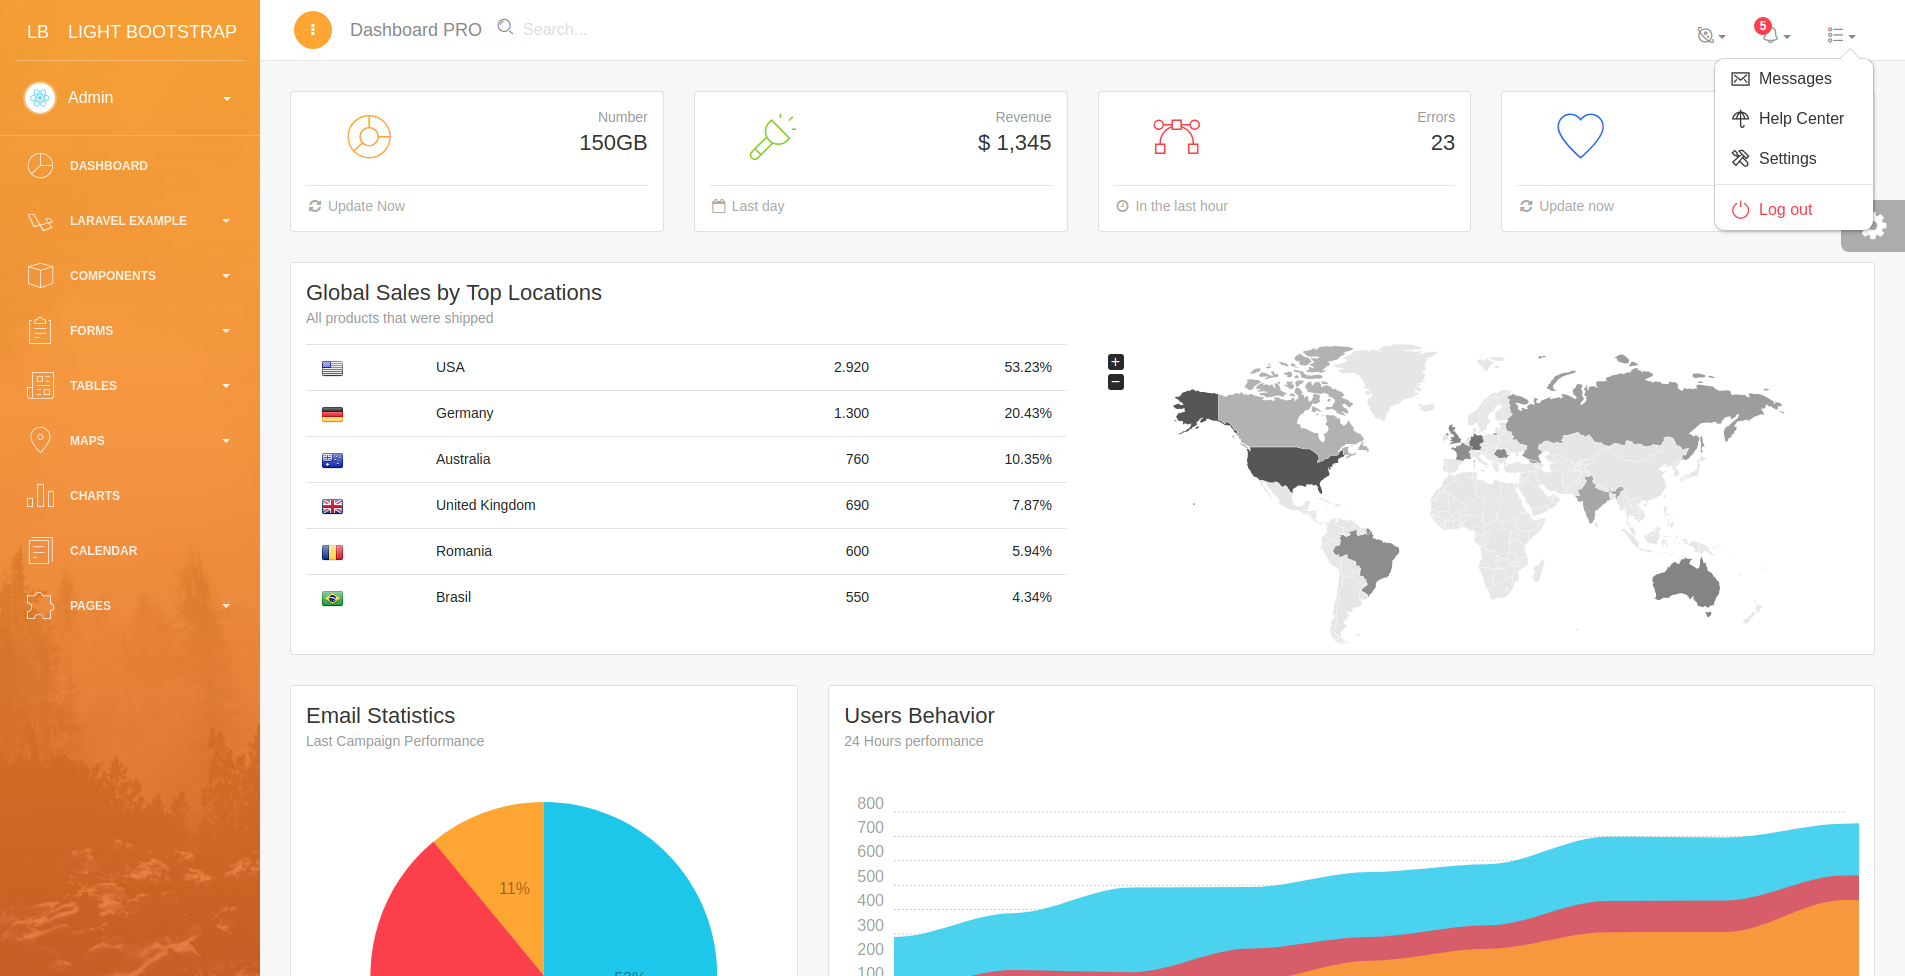 LB LIGHT BOOTSTRAP
Admin
DASHBOARD
LARAVEL EXAMPLE
COMPONENTS
FORMS
TABLES
MAPS
CHARTS
CALENDAR
PAGES
Dashboard PRO Search...
5
Messages
Help Center
Settings
Log out
Number
150GB
Update Now
Revenue
$ 1,345
Last day
Errors
23
In the last hour
Update now
Global Sales by Top Locations
All products that were shipped
USA 2.920 53.23%
Germany 1.300 20.43%
Australia 760 10.35%
United Kingdom 690 7.87%
Romania 600 5.94%
Brasil 550 4.34%
+
−
Email Statistics
Last Campaign Performance
11%
Users Behavior
24 Hours performance
800
700
600
500
400
300
200
100